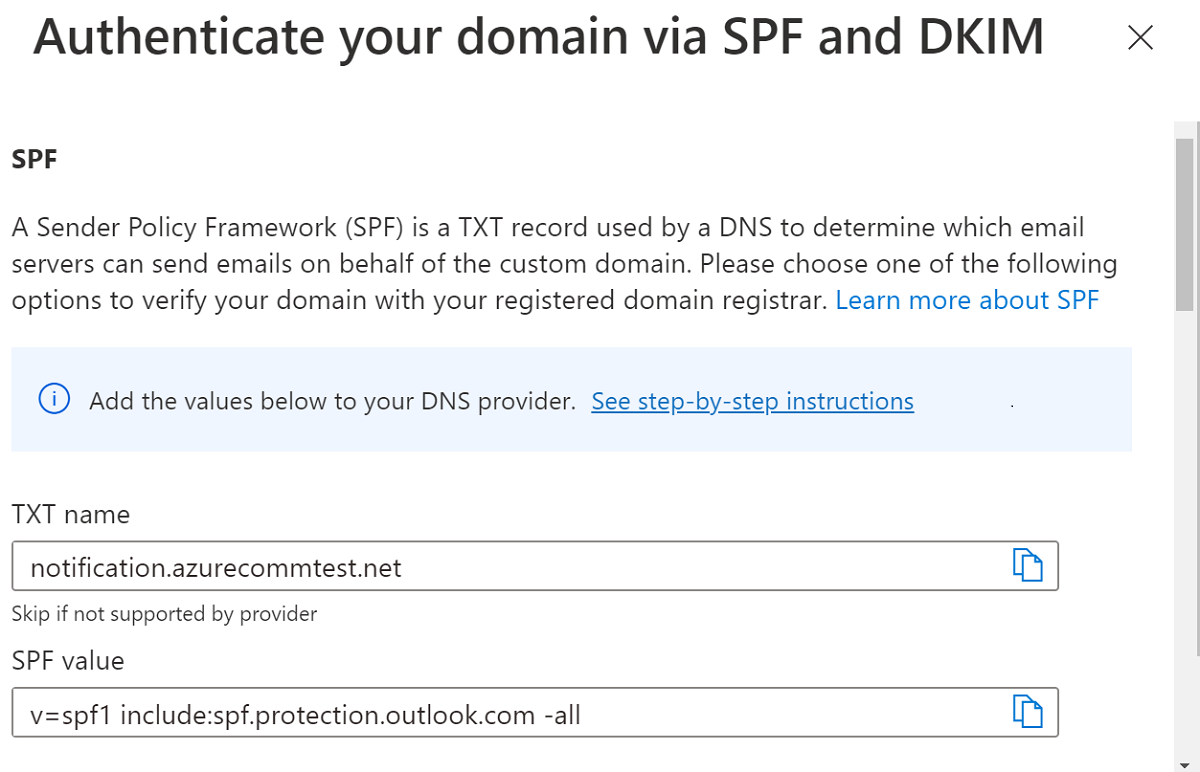 Authenticate your domain via SPF and DKIM
SPF
A Sender Policy Framework (SPF) is a TXT record used by a DNS to determine which email
servers can send emails on behalf of the custom domain. Please choose one of the following
options to verify your domain with your registered domain registrar. Learn more about SPF
Add the values below to your DNS provider. See step-by-step instructions .
TXT name
notification.azurecommtest.net
Skip if not supported by provider
SPF value
v=spf1 include:spf.protection.outlook.com -all